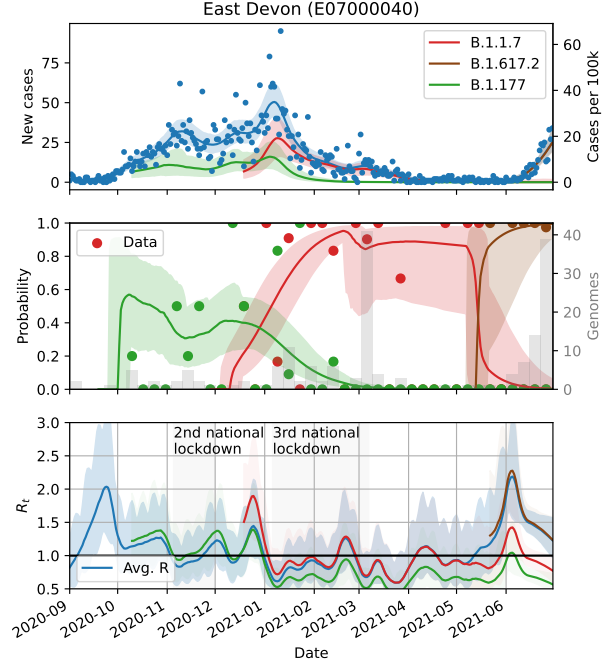 East Devon (E07000040)
New cases
75
50
25
0
B.1.1.7
B.1.617.2
B.1.177
60
40
20
0
Cases per 100k
Probability
1.0
0.8
0.6
0.4
0.2
0.0
Data
40
30
20
10
0
Genomes
R_t
3.0
2.5
2.0
1.5
1.0
0.5
2nd national
lockdown
3rd national
lockdown
Avg. R
2020-09
2020-10
2020-11
2020-12
2021-01
2021-02
2021-03
2021-04
2021-05
2021-06
Date